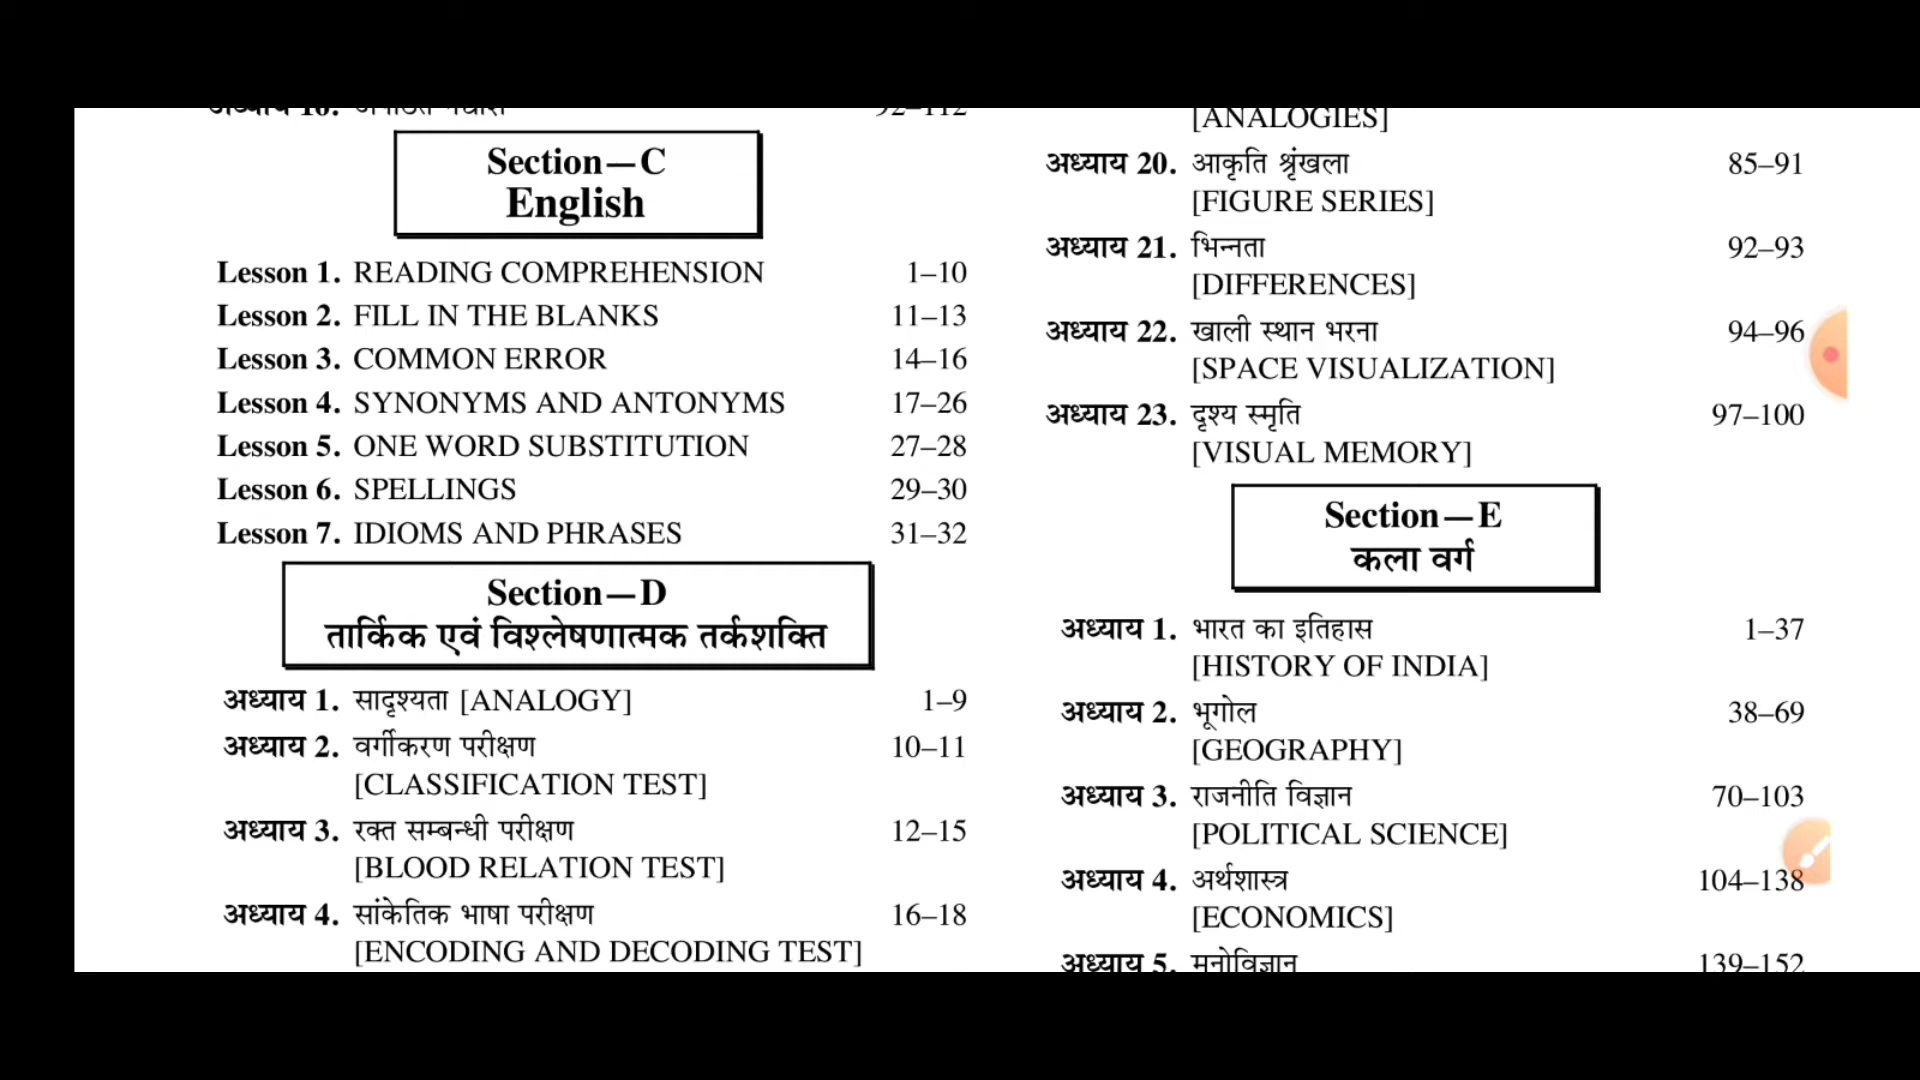 Section—C
English
Lesson 1. READING COMPREHENSION 1–10
Lesson 2. FILL IN THE BLANKS 11–13
Lesson 3. COMMON ERROR 14–16
Lesson 4. SYNONYMS AND ANTONYMS 17–26
Lesson 5. ONE WORD SUBSTITUTION 27–28
Lesson 6. SPELLINGS 29–30
Lesson 7. IDIOMS AND PHRASES 31–32
Section—D
तार्किक एवं विश्लेषणात्मक तर्कशक्ति
अध्याय 1. सादृश्यता [ANALOGY] 1–9
अध्याय 2. वर्गीकरण परीक्षण 10–11
[CLASSIFICATION TEST]
अध्याय 3. रक्त सम्बन्धी परीक्षण 12–15
[BLOOD RELATION TEST]
अध्याय 4. सांकेतिक भाषा परीक्षण 16–18
[ENCODING AND DECODING TEST]
[ANALOGIES]
अध्याय 20. आकृति श्रृंखला 85–91
[FIGURE SERIES]
अध्याय 21. भिन्नता 92–93
[DIFFERENCES]
अध्याय 22. खाली स्थान भरना 94–96
[SPACE VISUALIZATION]
अध्याय 23. दृश्य स्मृति 97–100
[VISUAL MEMORY]
Section—E
कला वर्ग
अध्याय 1. भारत का इतिहास 1–37
[HISTORY OF INDIA]
अध्याय 2. भूगोल 38–69
[GEOGRAPHY]
अध्याय 3. राजनीति विज्ञान 70–103
[POLITICAL SCIENCE]
अध्याय 4. अर्थशास्त्र 104–138
[ECONOMICS]
अध्याय 5. मनोविज्ञान 139–152